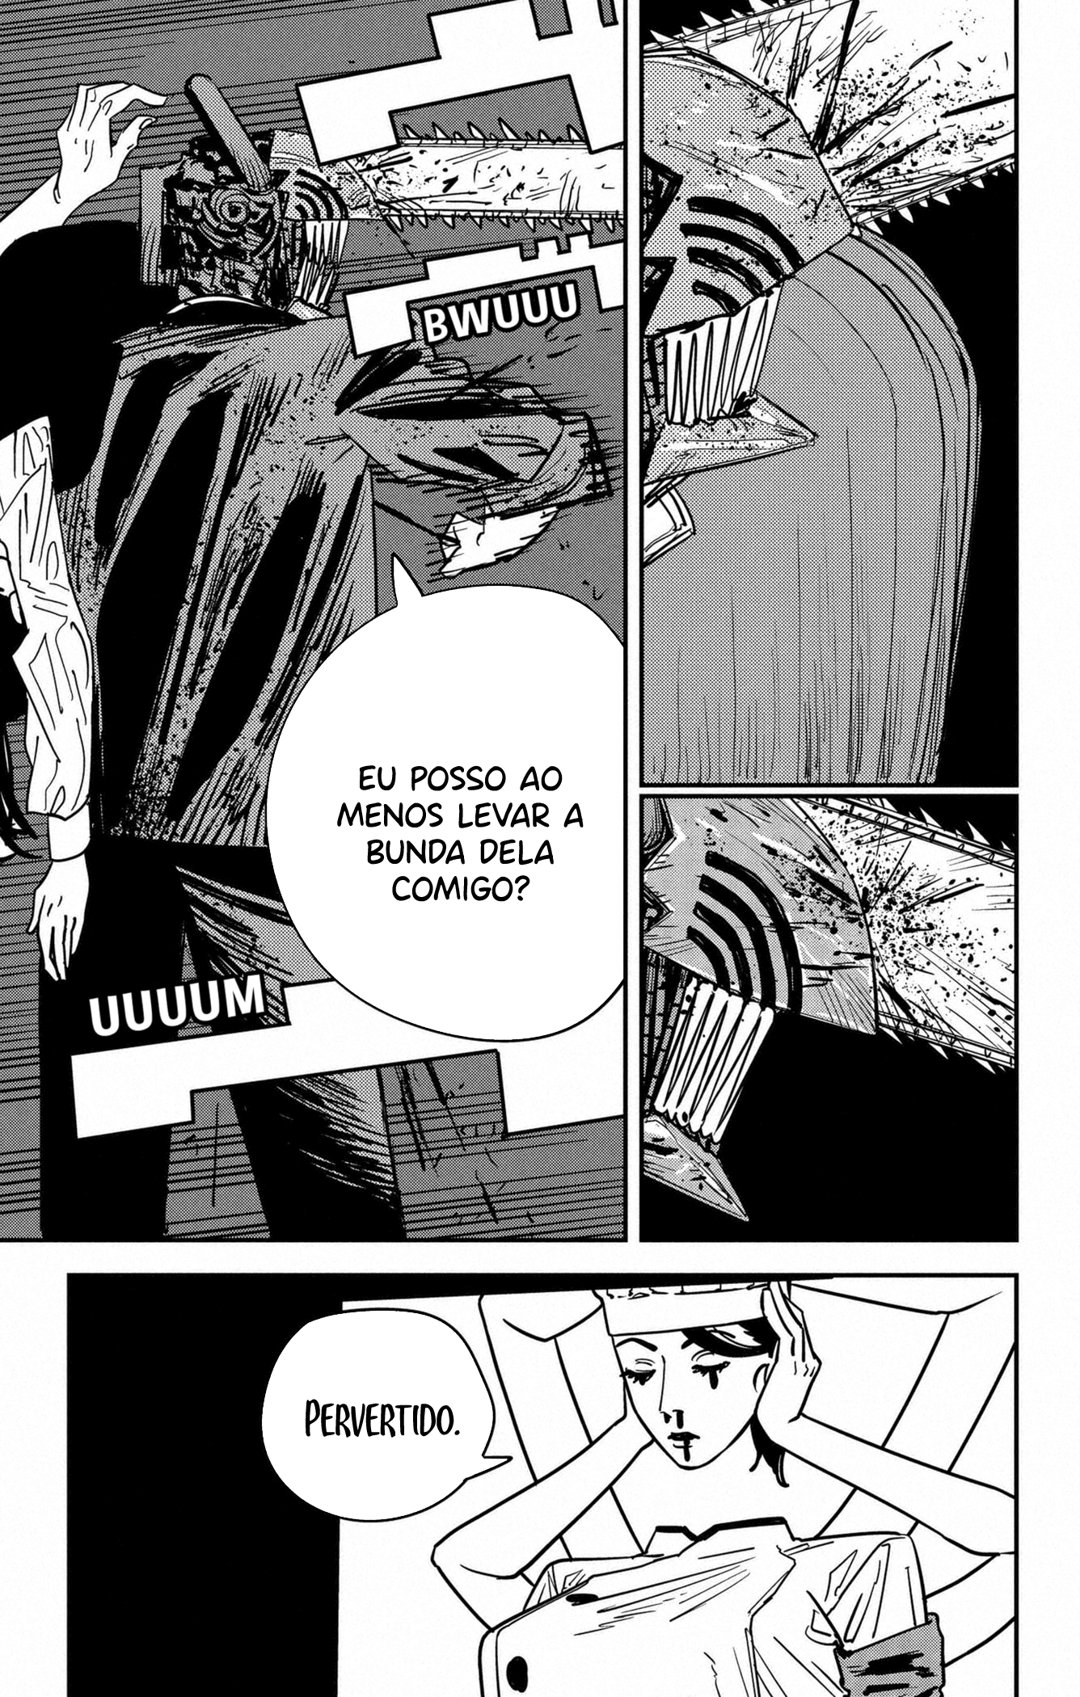 BWUUU
EU POSSO AO
MENOS LEVAR A
BUNDA DELA
COMIGO?
UUUUM
PERVERTIDO.